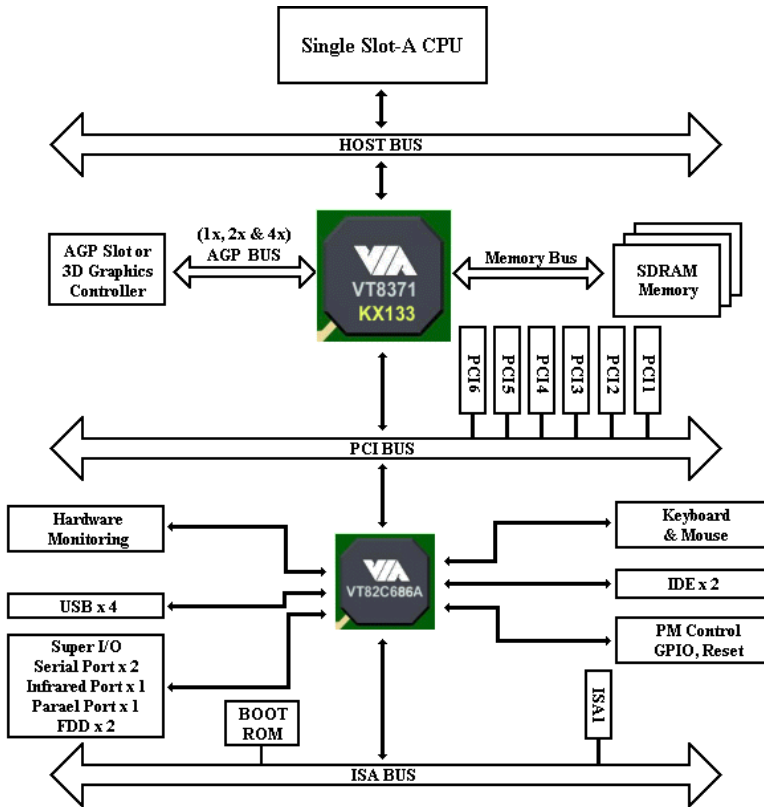 Single Slot-A CPU
HOST BUS
AGP Slot or
3D Graphics
Controller
(1x, 2x & 4x)
AGP BUS
VIA
VT8371
KX133
Memory Bus
SDRAM
Memory
PCI6
PCI5
PCI4
PCI3
PCI2
PCI1
PCI BUS
Hardware
Monitoring
USB x 4
Super I/O
Serial Port x 2
Infrared Port x 1
Parael Port x 1
FDD x 2
VIA
VT82C686A
Keyboard
& Mouse
IDE x 2
PM Control
GPIO, Reset
BOOT
ROM
ISA1
ISA BUS